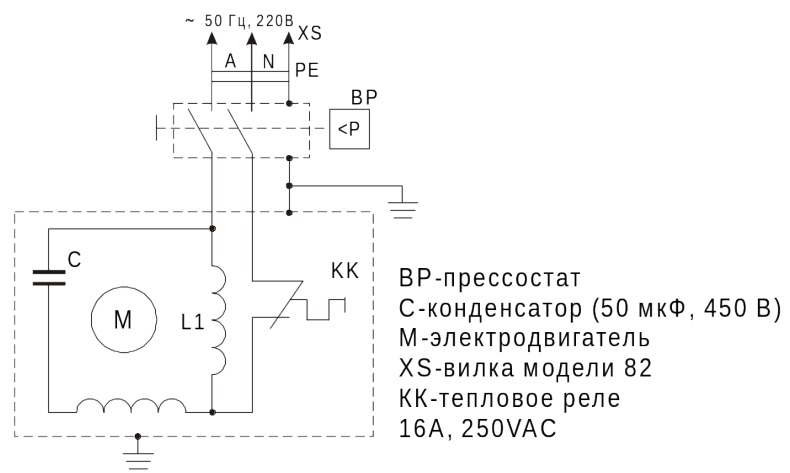 ~ 50 Гц, 220В
XS
A N PE
BP
<P
C
KK
M
L1
BP-прессостат
С-конденсатор (50 мкФ, 450 В)
М-электродвигатель
XS-вилка модели 82
КК-тепловое реле
16A, 250VAC